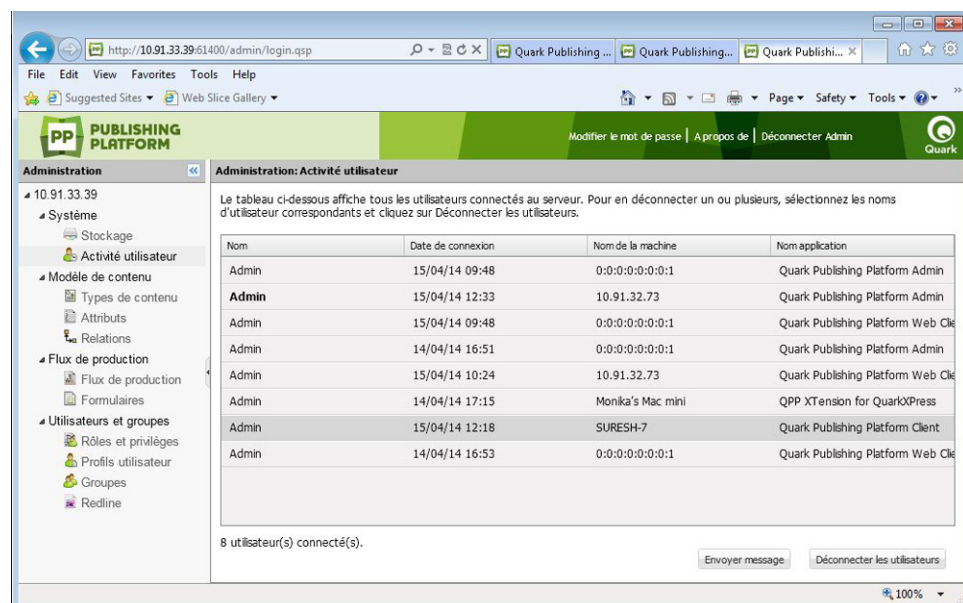 http://10.91.33.39:61400/admin/login.qsp
Quark Publishing ...
Quark Publishing...
Quark Publishi...
File Edit View Favorites Tools Help
Suggested Sites Web Slice Gallery
Page Safety Tools
PP PUBLISHING PLATFORM
Modifier le mot de passe | A propos de | Déconnecter Admin
Quark
Administration
Administration: Activité utilisateur
10.91.33.39
Système
Stockage
Activité utilisateur
Modèle de contenu
Types de contenu
Attributs
Relations
Flux de production
Flux de production
Formulaires
Utilisateurs et groupes
Rôles et privilèges
Profils utilisateur
Groupes
Redline
Le tableau ci-dessous affiche tous les utilisateurs connectés au serveur. Pour en déconnecter un ou plusieurs, sélectionnez les noms
d'utilisateur correspondants et cliquez sur Déconnecter les utilisateurs.
Nom Date de connexion Nom de la machine Nom application
Admin 15/04/14 09:48 0:0:0:0:0:0:0:1 Quark Publishing Platform Admin
Admin 15/04/14 12:33 10.91.32.73 Quark Publishing Platform Admin
Admin 15/04/14 09:48 0:0:0:0:0:0:0:1 Quark Publishing Platform Web Clie
Admin 14/04/14 16:51 0:0:0:0:0:0:0:1 Quark Publishing Platform Admin
Admin 15/04/14 10:24 10.91.32.73 Quark Publishing Platform Web Clie
Admin 14/04/14 17:15 Monika's Mac mini QPP XTension for QuarkXPress
Admin 15/04/14 12:18 SURESH-7 Quark Publishing Platform Client
Admin 14/04/14 16:53 0:0:0:0:0:0:0:1 Quark Publishing Platform Web Clie
8 utilisateur(s) connecté(s).
Envoyer message
Déconnecter les utilisateurs
100%